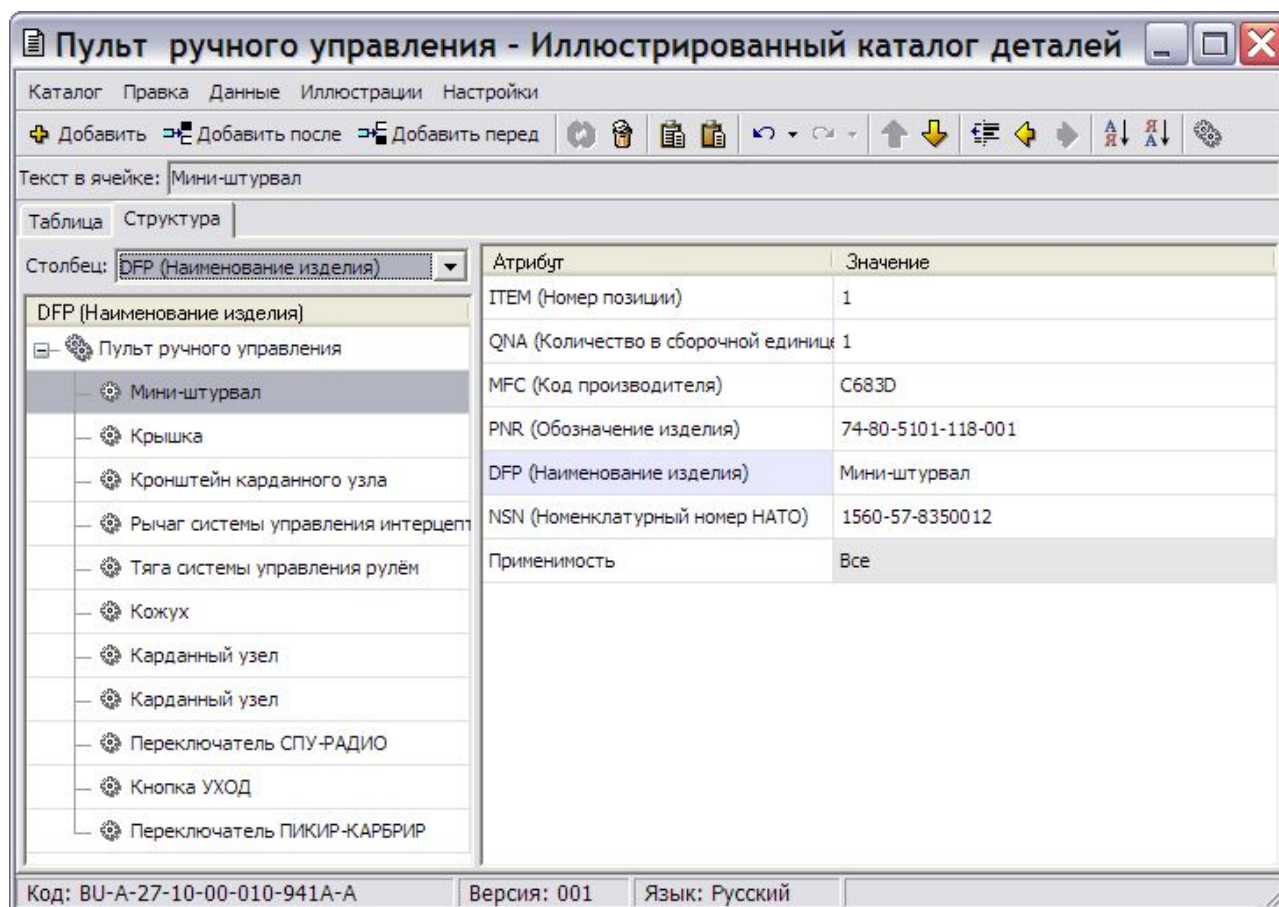 Пульт ручного управления - Иллюстрированный каталог деталей
Каталог Правка Данные Иллюстрации Настройки
Добавить Добавить после Добавить перед
Текст в ячейке: Мини-штурвал
Таблица Структура
Столбец: DFP (Наименование изделия)
DFP (Наименование изделия)
Пульт ручного управления
Мини-штурвал
Крышка
Кронштейн карданного узла
Рычаг системы управления интерцепт
Тяга системы управления рулём
Кожух
Карданный узел
Карданный узел
Переключатель СПУ-РАДИО
Кнопка УХОД
Переключатель ПИКИР-КАРБРИР
Атрибут Значение
ITEM (Номер позиции) 1
QNA (Количество в сборочной единице 1
MFC (Код производителя) C683D
PNR (Обозначение изделия) 74-80-5101-118-001
DFP (Наименование изделия) Мини-штурвал
NSN (Номенклатурный номер НАТО) 1560-57-8350012
Применимость Все
Код: BU-A-27-10-00-010-941A-A Версия: 001 Язык: Русский